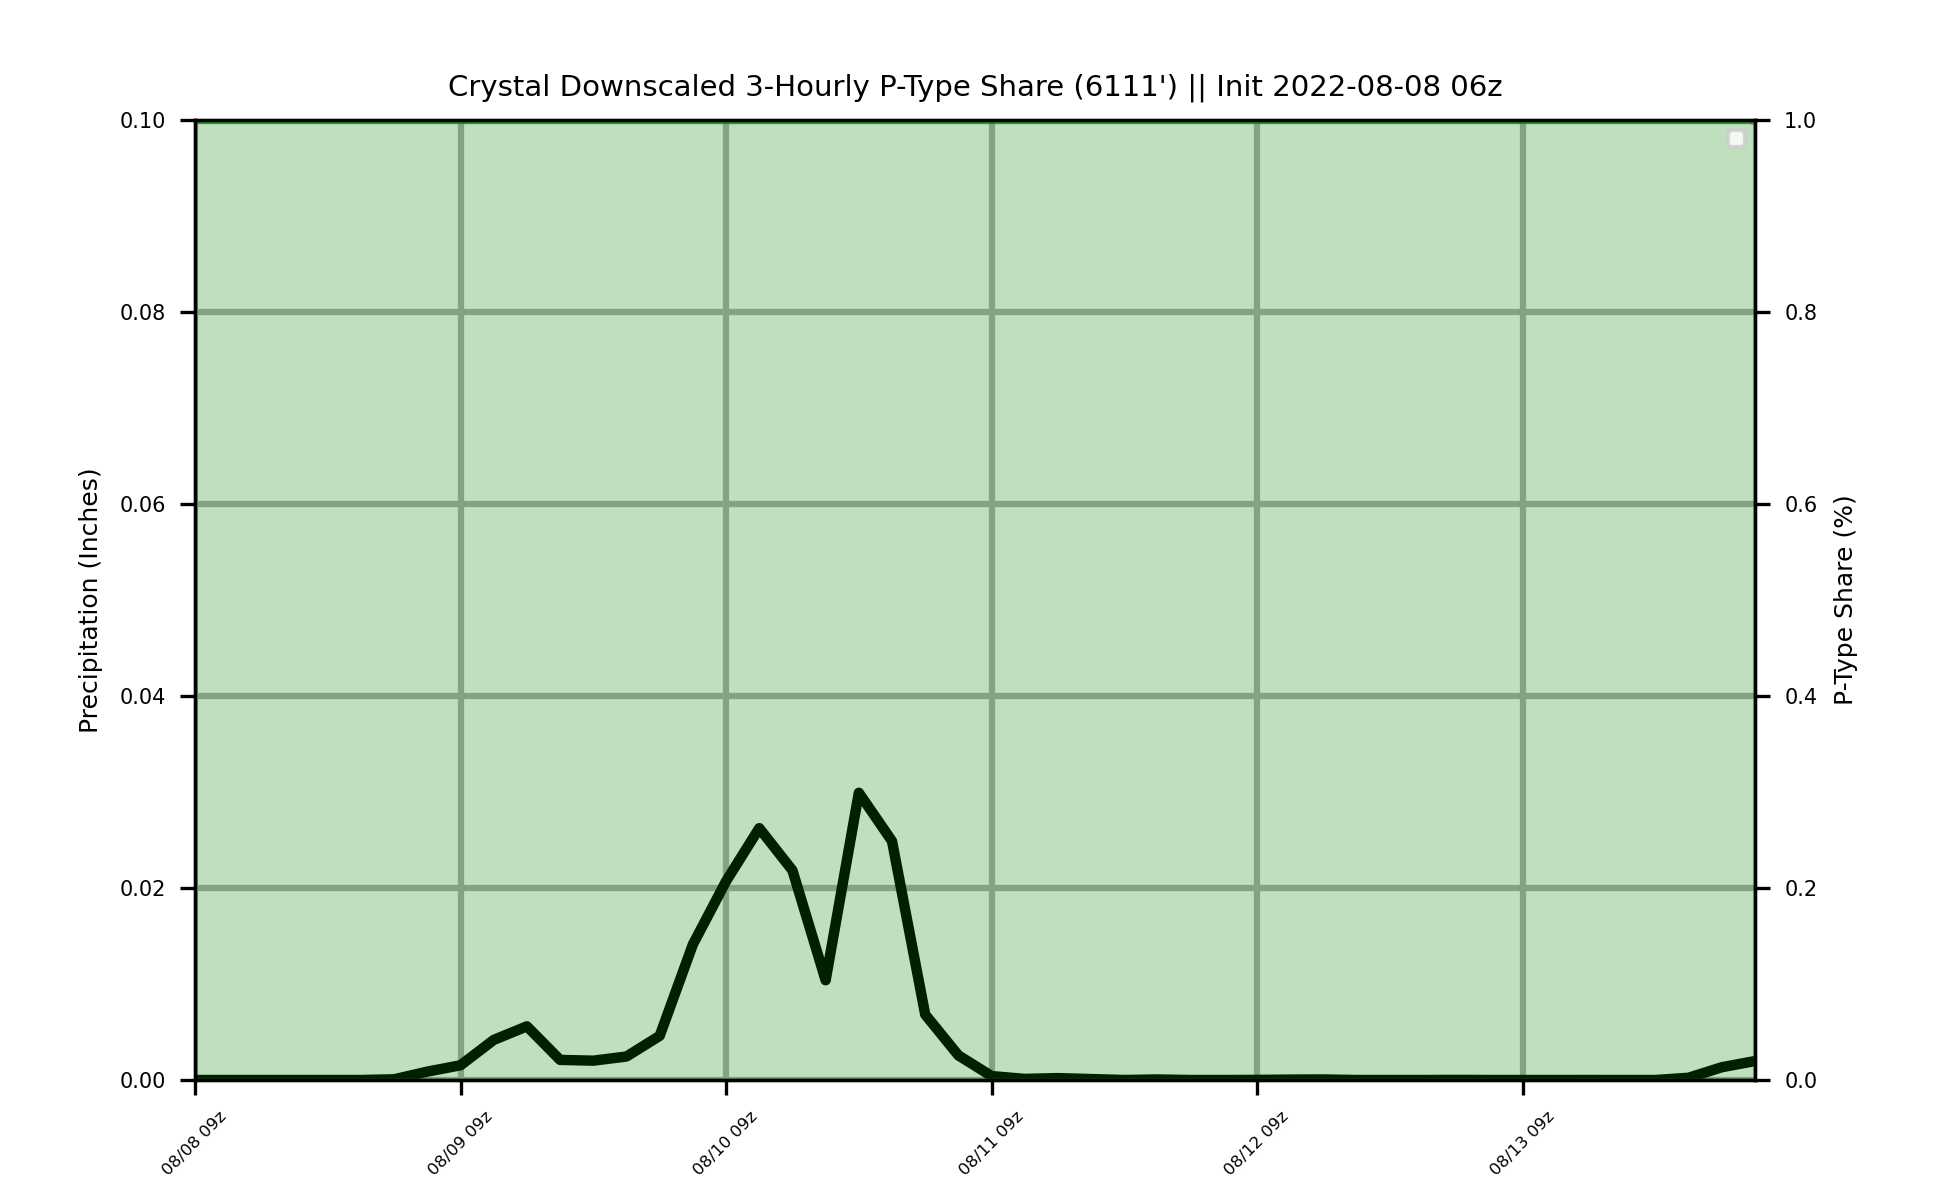 Crystal Downscaled 3-Hourly P-Type Share (6111') || Init 2022-08-08 06z
0.10
0.08
0.06
0.04
0.02
0.00
Precipitation (Inches)
1.0
0.8
0.6
0.4
0.2
0.0
P-Type Share (%)
08/08 09z
08/09 09z
08/10 09z
08/11 09z
08/12 09z
08/13 09z